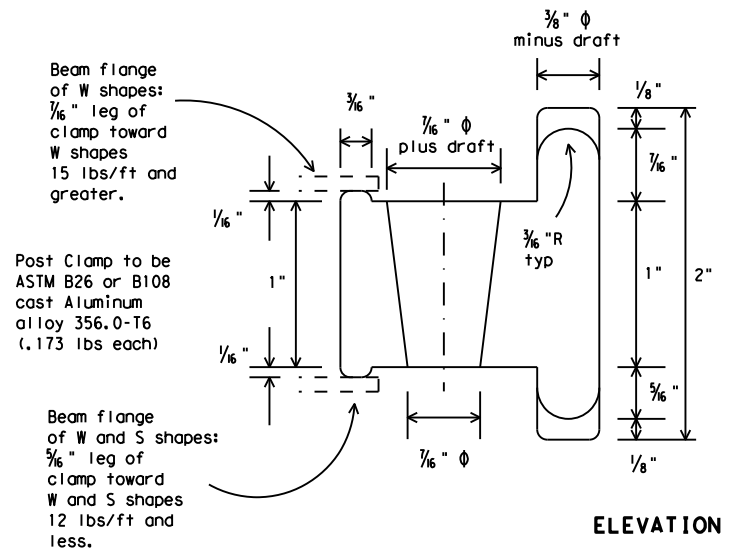 ⅜" ϕ
minus draft
Beam flange
of W shapes:
⁷⁄₁₆" leg of
clamp toward
W shapes
15 lbs/ft and
greater.
³⁄₁₆"
⁷⁄₁₆" ϕ
plus draft
⅛"
⁷⁄₁₆"
¹⁄₁₆"
³⁄₁₆"R
typ
Post Clamp to be
ASTM B26 or B108
cast Aluminum
alloy 356.0-T6
(.173 lbs each)
1"
1"
2"
¹⁄₁₆"
⁵⁄₁₆"
Beam flange
of W and S shapes:
⁵⁄₁₆" leg of
clamp toward
W and S shapes
12 lbs/ft and
less.
⁷⁄₁₆" ϕ
⅛"
ELEVATION